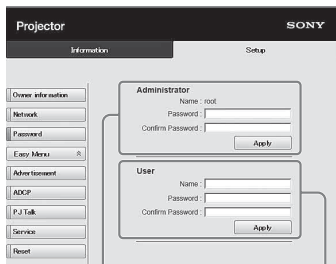 Projector
SONY
Information
Setup
Owner information
Network
Password
Easy Menu
Advertisement
ADCP
PJ Talk
Service
Reset
Administrator
Name : root
Password :
Confirm Password :
Apply
User
Name :
Password :
Confirm Password :
Apply